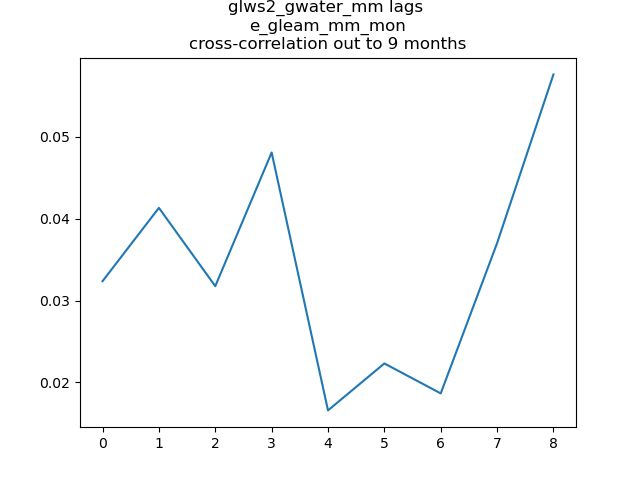 glws2_gwater_mm lags
e_gleam_mm_mon
cross-correlation out to 9 months
0.05
0.04
0.03
0.02
0 1 2 3 4 5 6 7 8